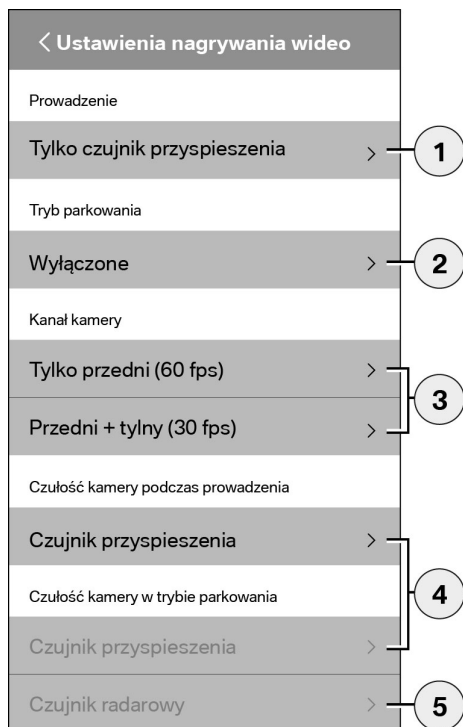 Ustawienia nagrywania wideo
Prowadzenie
Tylko czujnik przyspieszenia
1
Tryb parkowania
Wyłączone
2
Kanał kamery
Tylko przedni (60 fps)
3
Przedni + tylny (30 fps)
Czułość kamery podczas prowadzenia
Czujnik przyspieszenia
4
Czułość kamery w trybie parkowania
Czujnik przyspieszenia
Czujnik radarowy
5